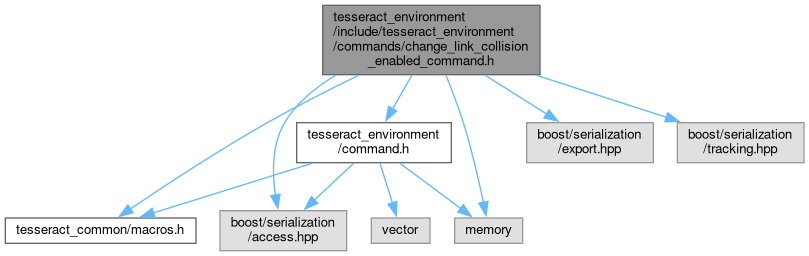 tesseract_environment
/include/tesseract_environment
/commands/change_link_collision
_enabled_command.h
tesseract_environment
/command.h
boost/serialization
/export.hpp
boost/serialization
/tracking.hpp
tesseract_common/macros.h
boost/serialization
/access.hpp
vector
memory